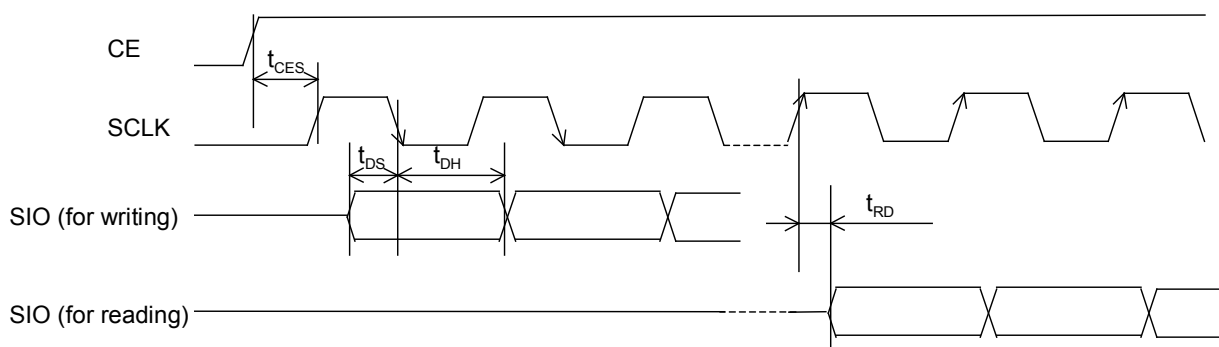 CE
tCES
SCLK
tDS tDH
SIO (for writing)
tRD
SIO (for reading)